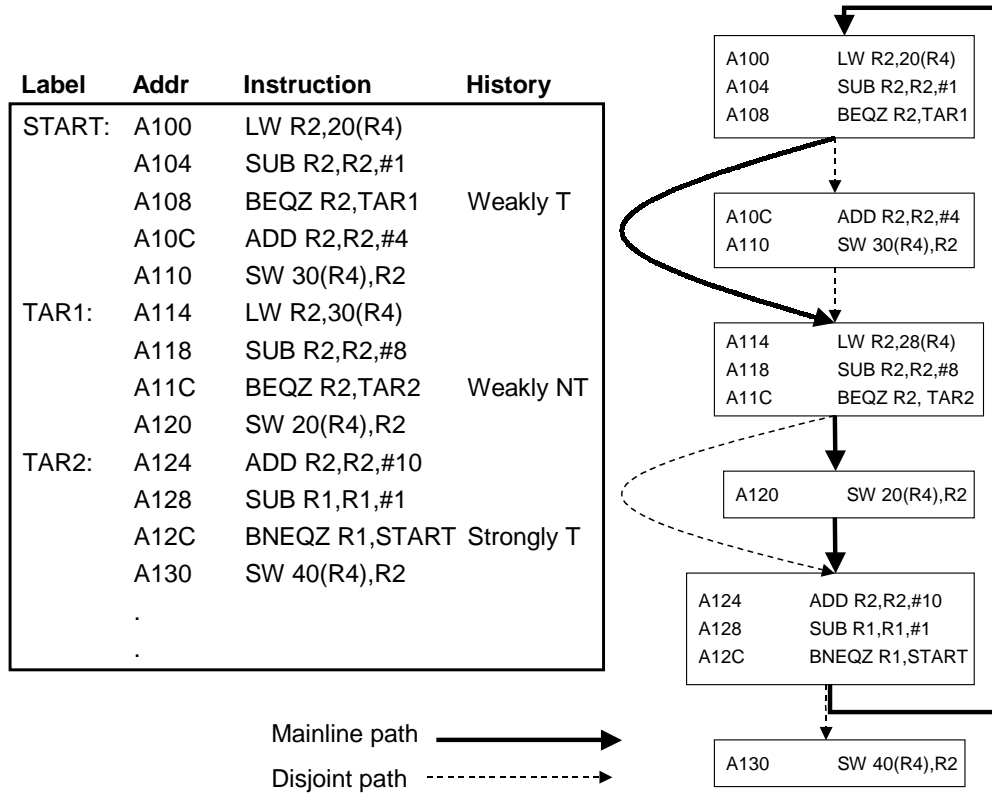 Label Addr Instruction History
START: A100 LW R2,20(R4)
A104 SUB R2,R2,#1
A108 BEQZ R2,TAR1 Weakly T
A10C ADD R2,R2,#4
A110 SW 30(R4),R2
TAR1: A114 LW R2,30(R4)
A118 SUB R2,R2,#8
A11C BEQZ R2,TAR2 Weakly NT
A120 SW 20(R4),R2
TAR2: A124 ADD R2,R2,#10
A128 SUB R1,R1,#1
A12C BNEQZ R1,START Strongly T
A130 SW 40(R4),R2
.
.
A100 LW R2,20(R4)
A104 SUB R2,R2,#1
A108 BEQZ R2,TAR1
A10C ADD R2,R2,#4
A110 SW 30(R4),R2
A114 LW R2,28(R4)
A118 SUB R2,R2,#8
A11C BEQZ R2, TAR2
A120 SW 20(R4),R2
A124 ADD R2,R2,#10
A128 SUB R1,R1,#1
A12C BNEQZ R1,START
A130 SW 40(R4),R2
Mainline path
Disjoint path